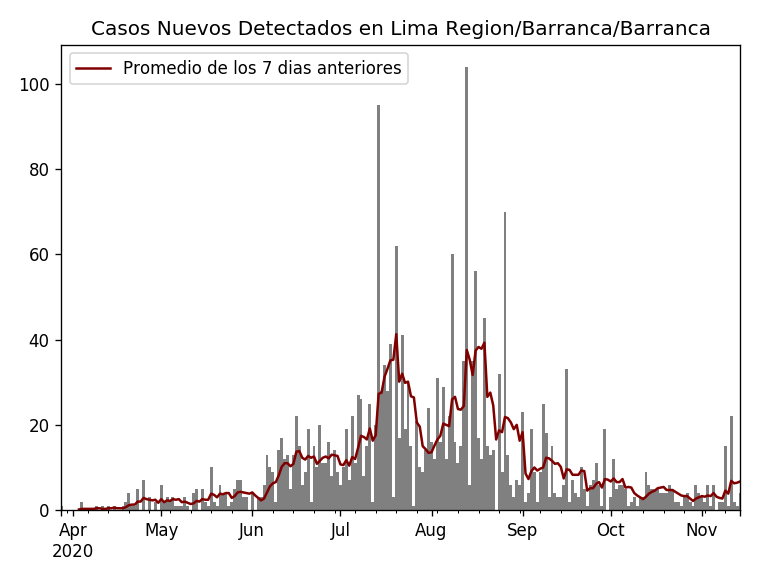 Casos Nuevos Detectados en Lima Region/Barranca/Barranca
Promedio de los 7 dias anteriores
100
80
60
40
20
0
Apr May Jun Jul Aug Sep Oct Nov
2020